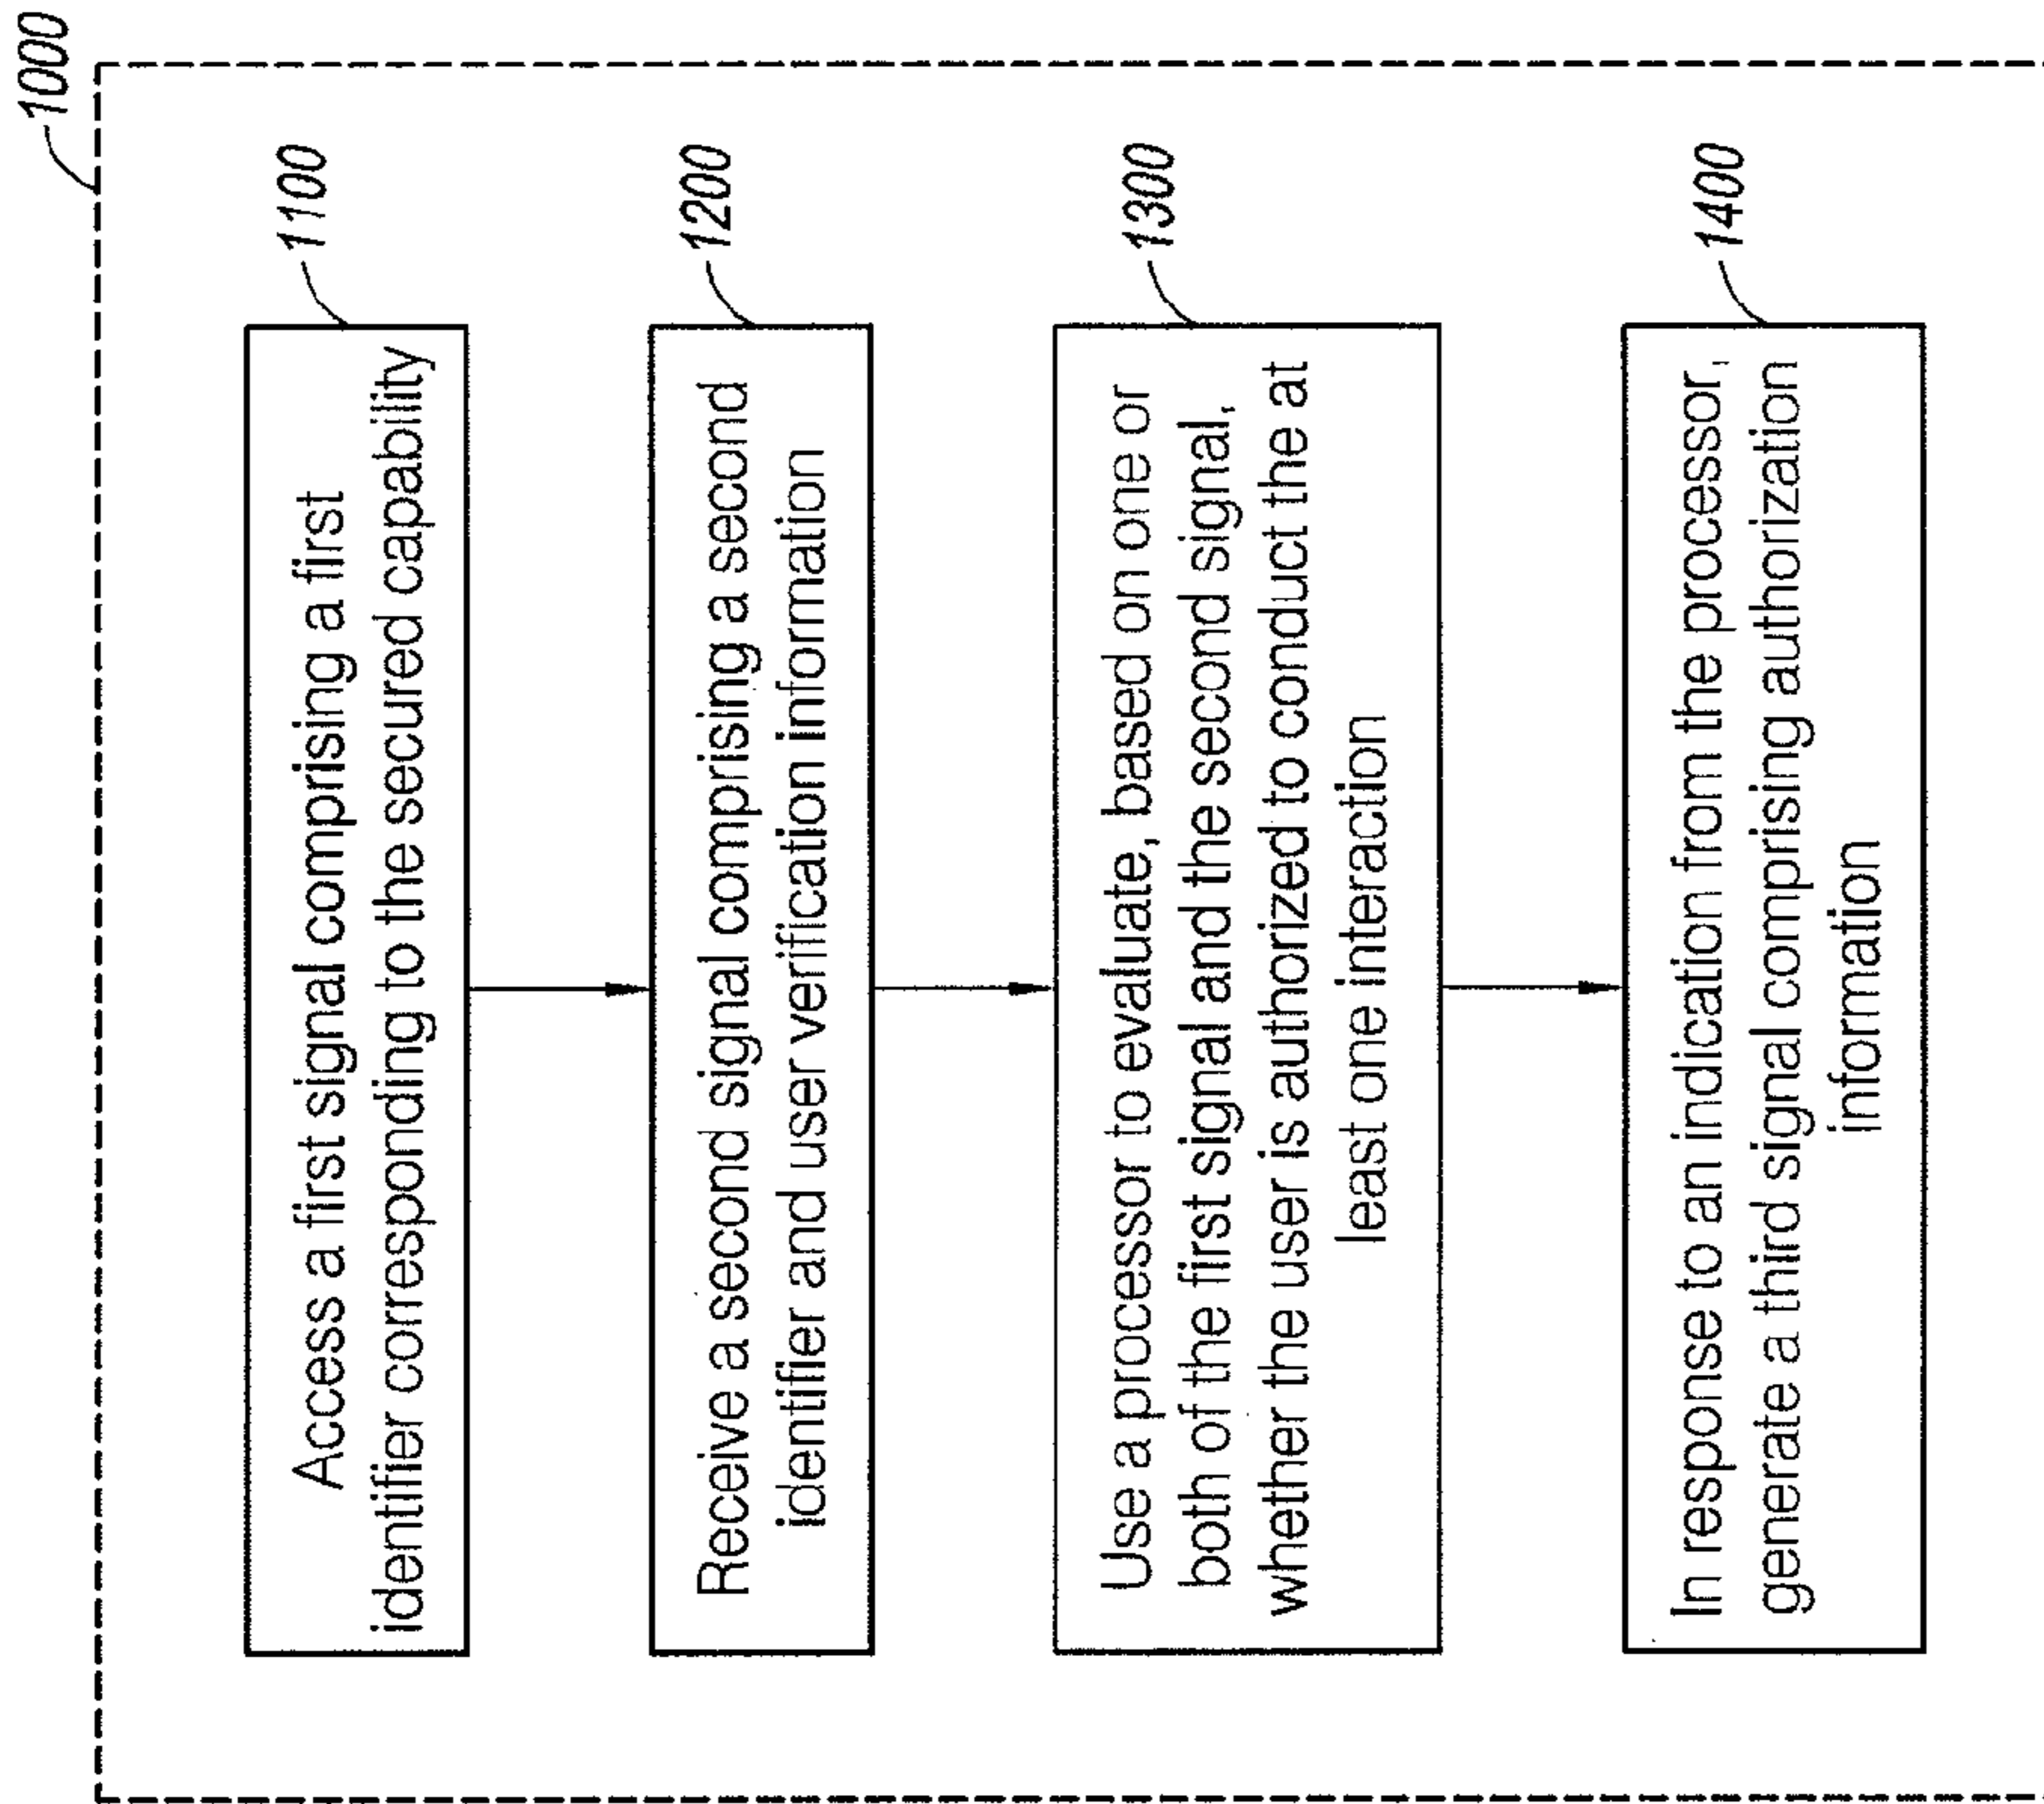 1000
1100
Access a first signal comprising a first
identifier corresponding to the secured capability
1200
Receive a second signal comprising a second
identifier and user verification information
1300
Use a processor to evaluate, based on one or
both of the first signal and the second signal,
whether the user is authorized to conduct the at
least one interaction
1400
In response to an indication from the processor,
generate a third signal comprising authorization
information